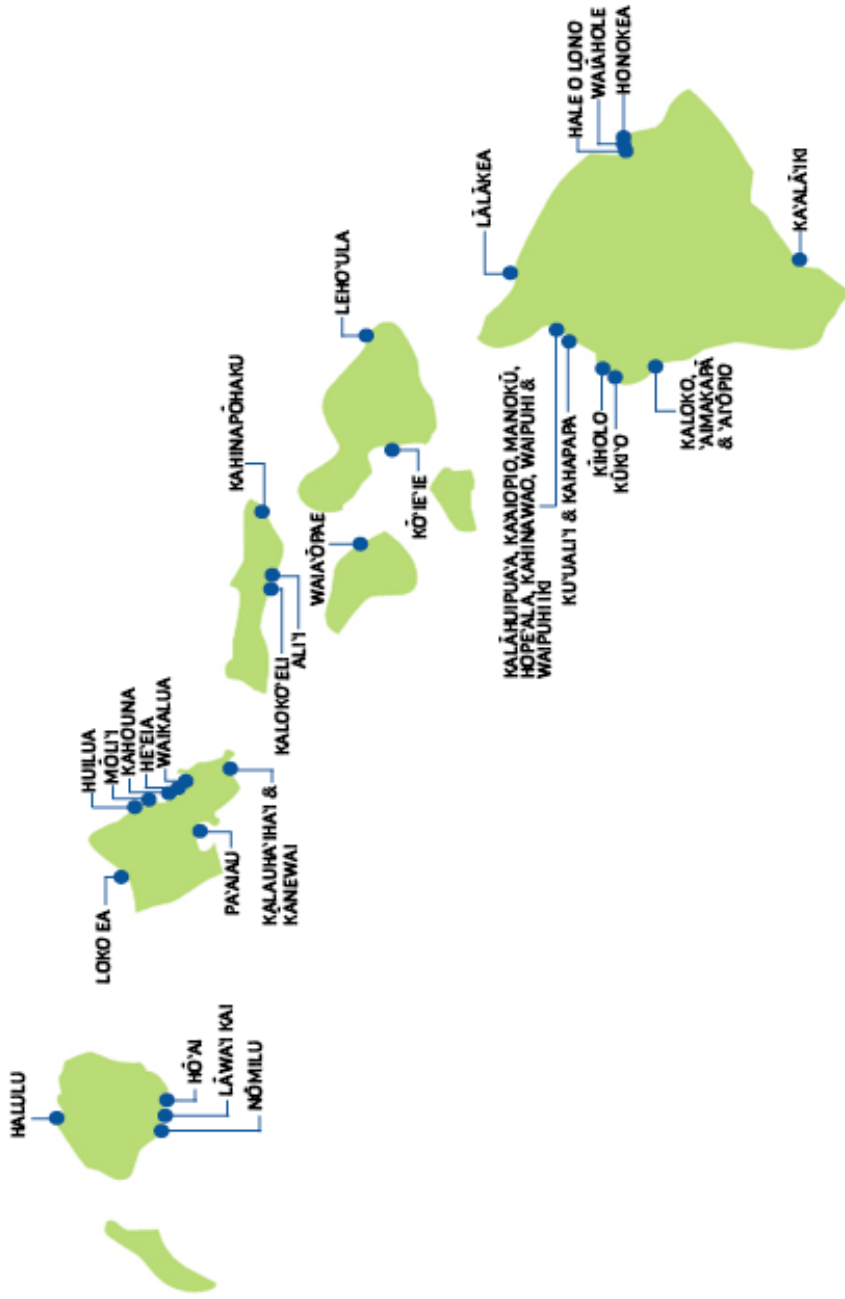 HALULU
HŌ'AI
LĀWA'I KAI
NŌMILU
LOKO EA
HUILUA
MŌLI'I
KAHOUNA
HE'EIA
WAIKALUA
PA'AIAU
KALAUHA'IHA'I &
KĀNEWAI
KAHINAPŌHAKU
KALOKO'ELI
ALI'I
WAIA'ŌPAE
LEHO'ULA
KŌ'IE'IE
LĀLĀKEA
HALE O LONO
WAIĀHOLE
HONOKEA
KALĀHUIPUA'A, KA'AIOPIO, MANOKŪ,
HOPE'ALA, KAHINAWAO, WAIPUHI &
WAIPUHI IKI
KU'UALI'I & KAHAPAPA
KĪHOLO
KŪKI'O
KALOKO,
'AIMAKAPĀ
& 'AI'ŌPIO
KA'ALĀ'IKI